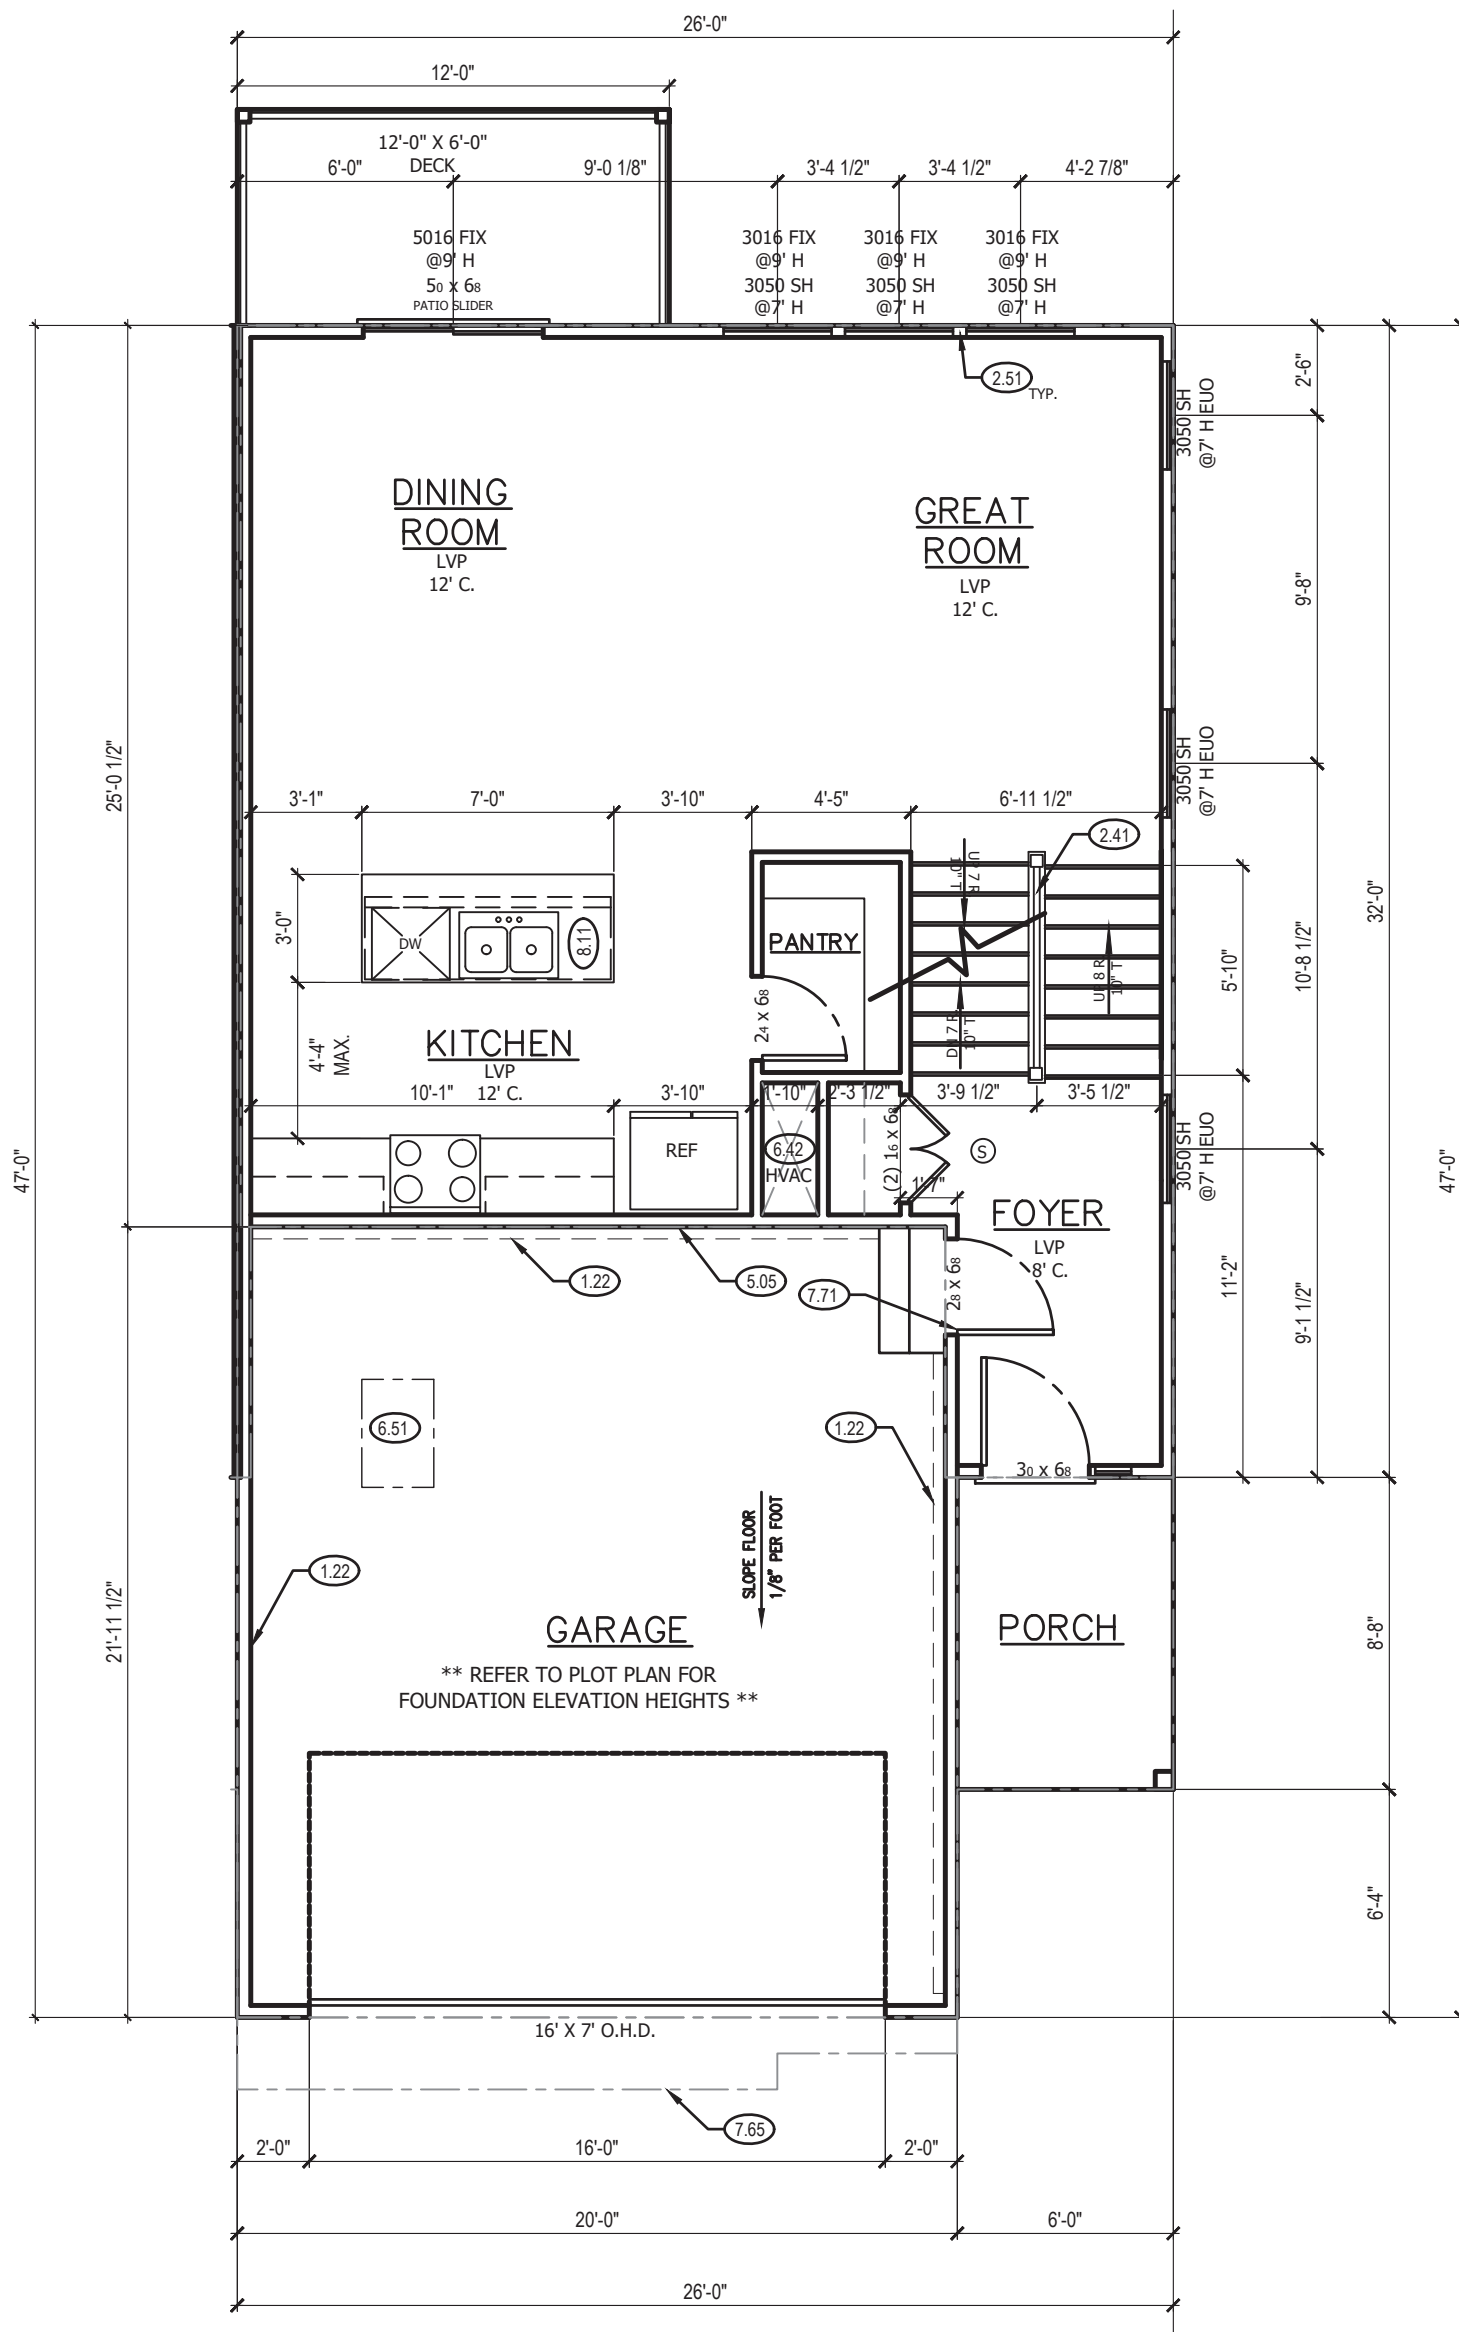 26'-0"
12'-0"
12'-0" X 6'-0"
DECK
6'-0"
9'-0 1/8"
3'-4 1/2"
3'-4 1/2"
4'-2 7/8"
5016 FIX
@9' H
50 x 68
PATIO SLIDER
3016 FIX
@9' H
3050 SH
@7' H
3016 FIX
@9' H
3050 SH
@7' H
3016 FIX
@9' H
3050 SH
@7' H
2.51
TYP.
2'-6"
3050 SH
@7' H EUO
DINING
ROOM
LVP
12' C.
GREAT
ROOM
LVP
12' C.
9'-8"
25'-0 1/2"
3050 SH
@7' H EUO
3'-1"
7'-0"
3'-10"
4'-5"
6'-11 1/2"
2.41
UP 7 R
10" T
32'-0"
3'-0"
DW
8.11
PANTRY
5'-10"
10'-8 1/2"
UP 8 R
10" T
24 x 68
DN 7 R
10" T
4'-4"
MAX.
KITCHEN
LVP
12' C.
10'-1"
3'-10"
1'-10"
2'-3 1/2"
3'-9 1/2"
3'-5 1/2"
REF
6.42
HVAC
(2) 16 x 68
S
1'-7"
3050 SH
@7' H EUO
47'-0"
47'-0"
FOYER
LVP
8' C.
1.22
5.05
7.71
28 x 68
11'-2"
9'-1 1/2"
6.51
1.22
30 x 68
SLOPE FLOOR
1/8" PER FOOT
1.22
21'-11 1/2"
GARAGE
** REFER TO PLOT PLAN FOR
FOUNDATION ELEVATION HEIGHTS **
PORCH
8'-8"
6'-4"
16' X 7' O.H.D.
7.65
2'-0"
16'-0"
2'-0"
20'-0"
6'-0"
26'-0"